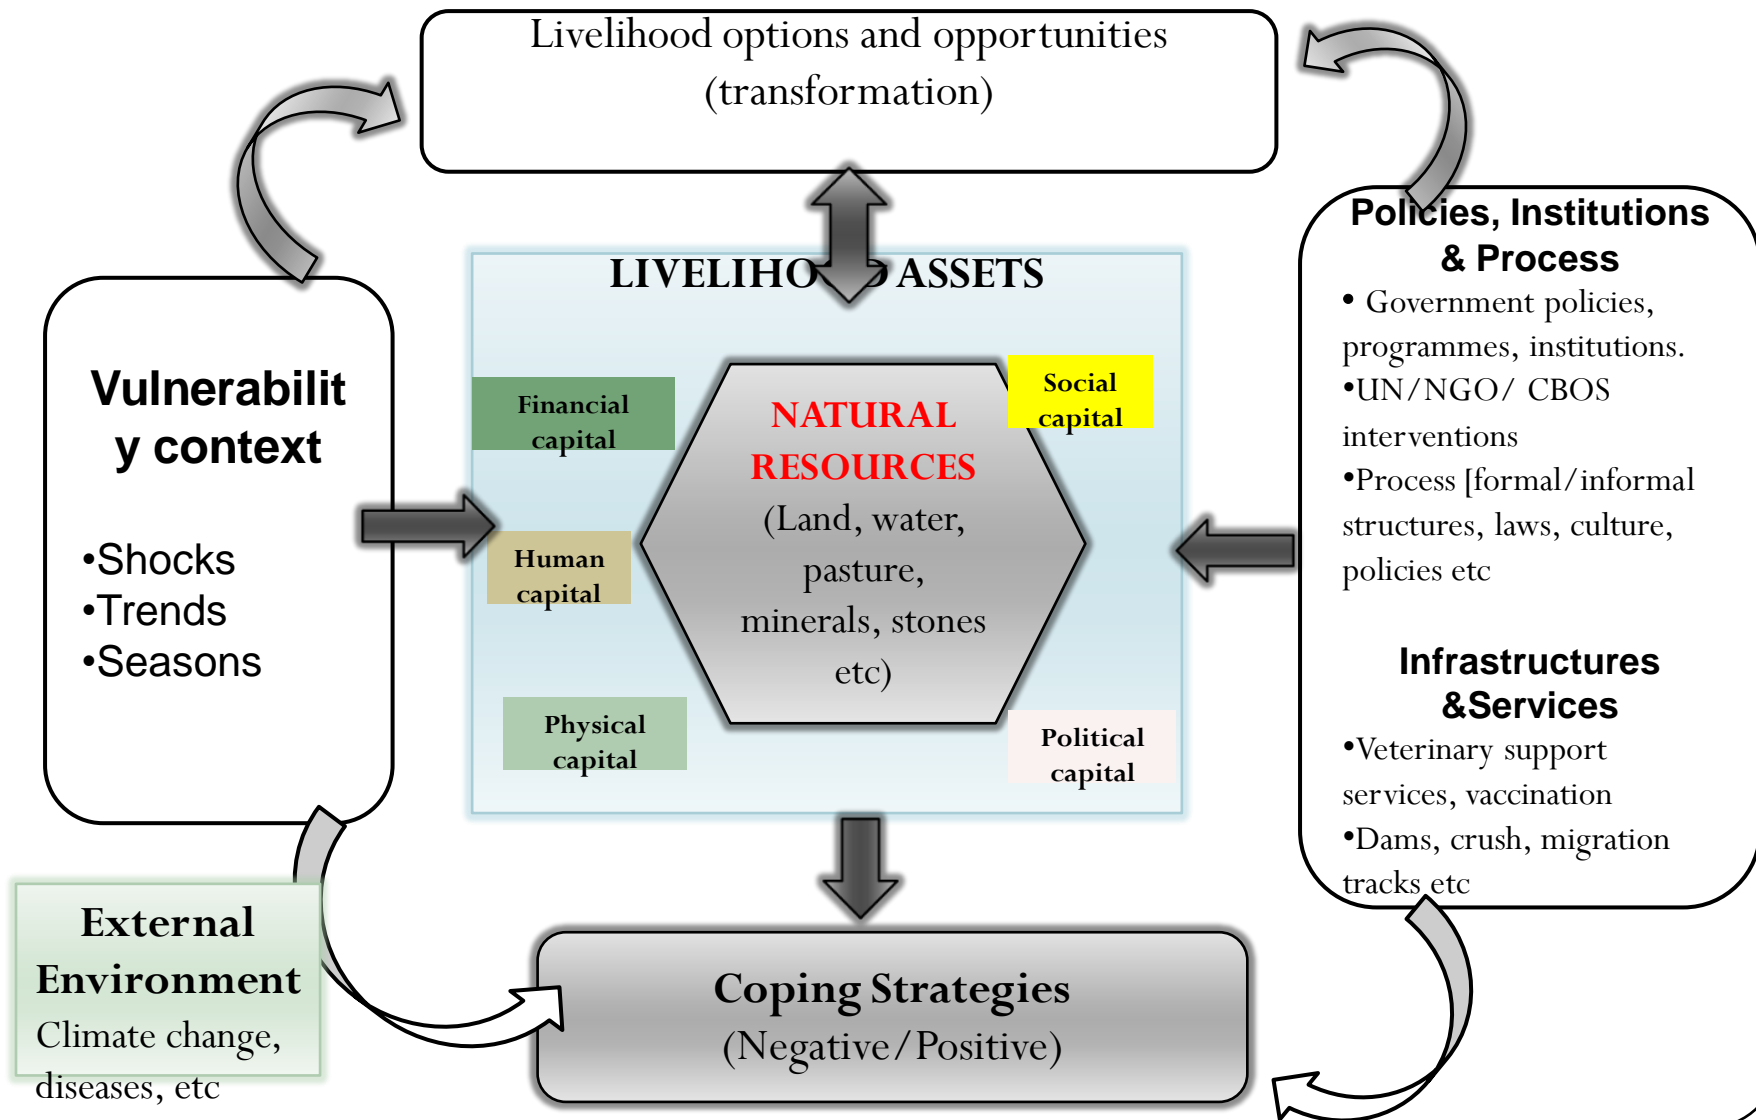 Livelihood options and opportunities
(transformation)
LIVELIHOOD ASSETS
Vulnerabilit
y context
•Shocks
•Trends
•Seasons
Financial
capital
Human
capital
Physical
capital
NATURAL
RESOURCES
(Land, water,
pasture,
minerals, stones
etc)
Social
capital
Political
capital
Policies, Institutions
& Process
• Government policies,
programmes, institutions.
•UN/NGO/ CBOS
interventions
•Process [formal/informal
structures, laws, culture,
policies etc
Infrastructures
&Services
•Veterinary support
services, vaccination
•Dams, crush, migration
tracks etc
External
Environment
Climate change,
diseases, etc
Coping Strategies
(Negative/Positive)